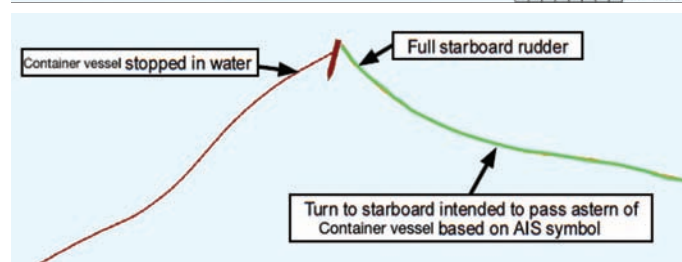 Full starboard rudder
Container vessel stopped in water
Turn to starboard intended to pass astern of
Container vessel based on AIS symbol